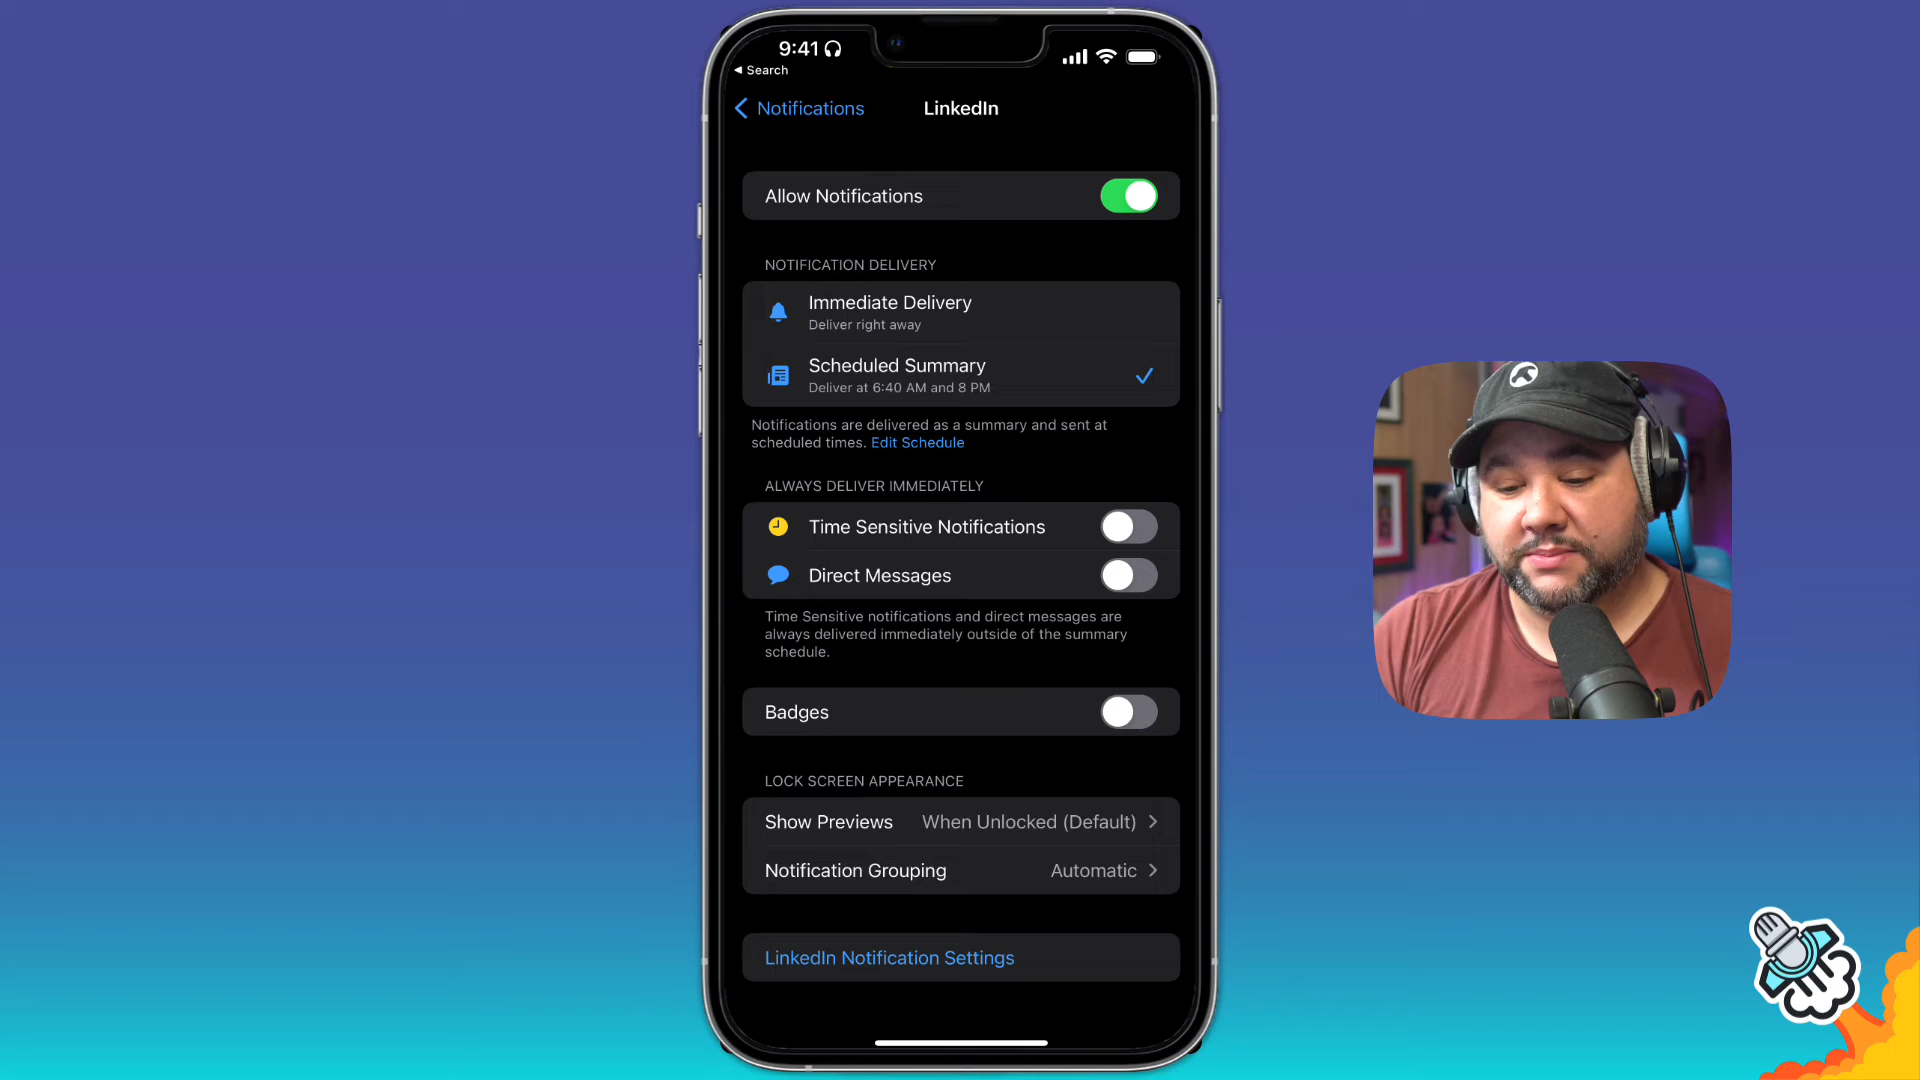 9:41
Search
Notifications
LinkedIn
Allow Notifications
NOTIFICATION DELIVERY
Immediate Delivery
Deliver right away
Scheduled Summary
Deliver at 6:40 AM and 8 PM
Notifications are delivered as a summary and sent at
scheduled times. Edit Schedule
ALWAYS DELIVER IMMEDIATELY
Time Sensitive Notifications
Direct Messages
Time Sensitive notifications and direct messages are
always delivered immediately outside of the summary
schedule.
Badges
LOCK SCREEN APPEARANCE
Show Previews When Unlocked (Default)
Notification Grouping Automatic
LinkedIn Notification Settings